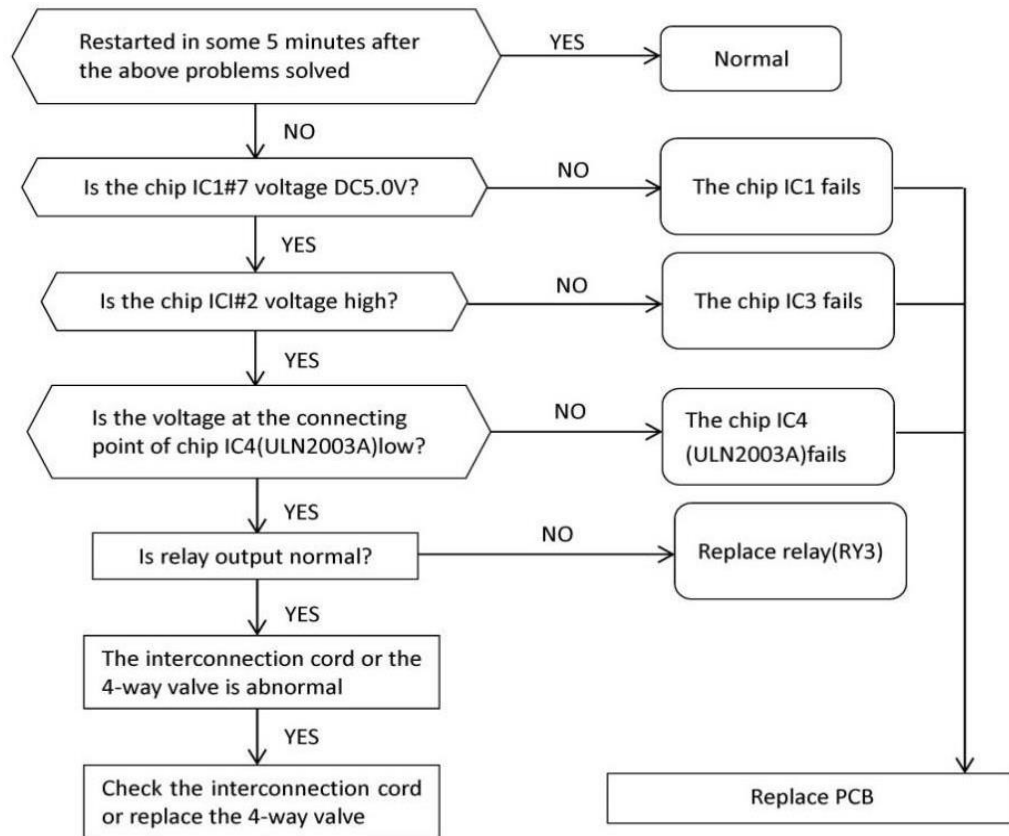 Restarted in some 5 minutes after
the above problems solved
YES
Normal
NO
Is the chip IC1#7 voltage DC5.0V?
NO
The chip IC1 fails
YES
Is the chip ICI#2 voltage high?
NO
The chip IC3 fails
YES
Is the voltage at the connecting
point of chip IC4(ULN2003A)low?
NO
The chip IC4
(ULN2003A)fails
YES
Is relay output normal?
NO
Replace relay(RY3)
YES
The interconnection cord or the
4-way valve is abnormal
YES
Check the interconnection cord
or replace the 4-way valve
Replace PCB